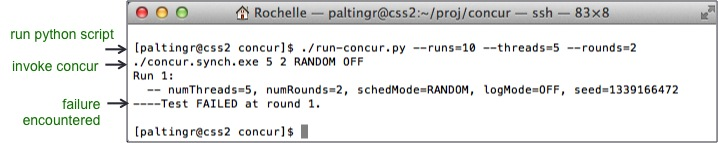 Rochelle — paltingr@css2:~/proj/concur — ssh — 83×8
run python script
[paltingr@css2 concur]$ ./run-concur.py --runs=10 --threads=5 --rounds=2
invoke concur
./concur.synch.exe 5 2 RANDOM OFF
Run 1:
-- numThreads=5, numRounds=2, schedMode=RANDOM, logMode=OFF, seed=1339166472
failure encountered
----Test FAILED at round 1.
[paltingr@css2 concur]$